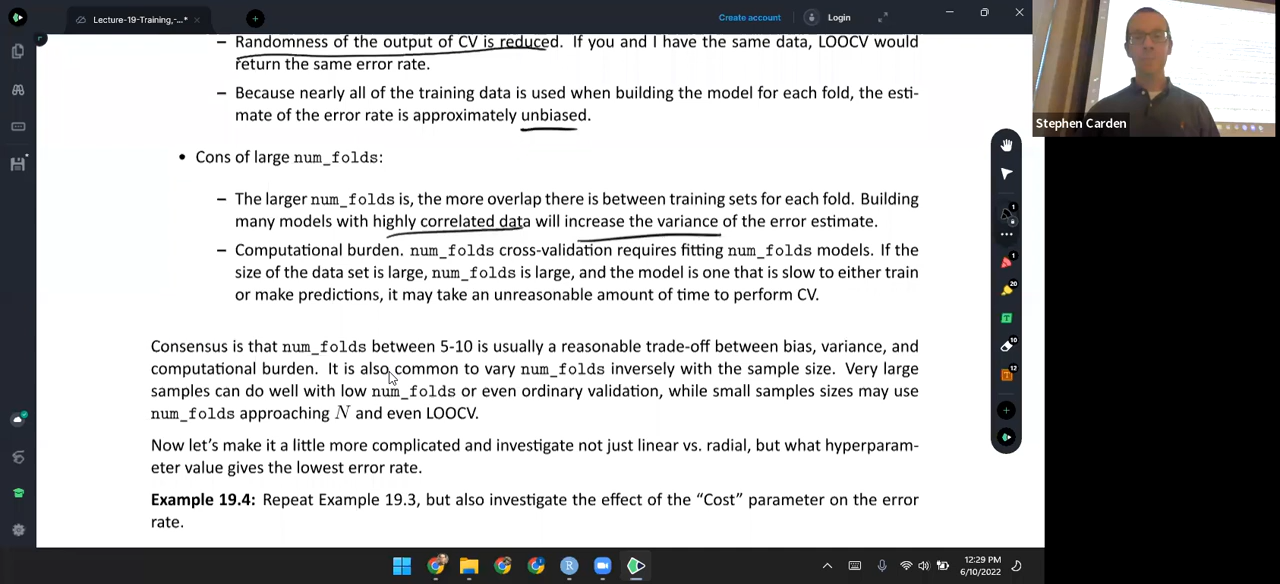 Lecture-19-Training,-...*
Create account
Login
– Randomness of the output of CV is reduced. If you and I have the same data, LOOCV would
return the same error rate.
– Because nearly all of the training data is used when building the model for each fold, the esti-
mate of the error rate is approximately unbiased.
• Cons of large num_folds:
– The larger num_folds is, the more overlap there is between training sets for each fold. Building
many models with highly correlated data will increase the variance of the error estimate.
– Computational burden. num_folds cross-validation requires fitting num_folds models. If the
size of the data set is large, num_folds is large, and the model is one that is slow to either train
or make predictions, it may take an unreasonable amount of time to perform CV.
Consensus is that num_folds between 5-10 is usually a reasonable trade-off between bias, variance, and
computational burden. It is also common to vary num_folds inversely with the sample size. Very large
samples can do well with low num_folds or even ordinary validation, while small samples sizes may use
num_folds approaching N and even LOOCV.
Now let's make it a little more complicated and investigate not just linear vs. radial, but what hyperparam-
eter value gives the lowest error rate.
Example 19.4: Repeat Example 19.3, but also investigate the effect of the "Cost" parameter on the error
rate.
Stephen Carden
1
1
20
10
12
12:29 PM
6/10/2022